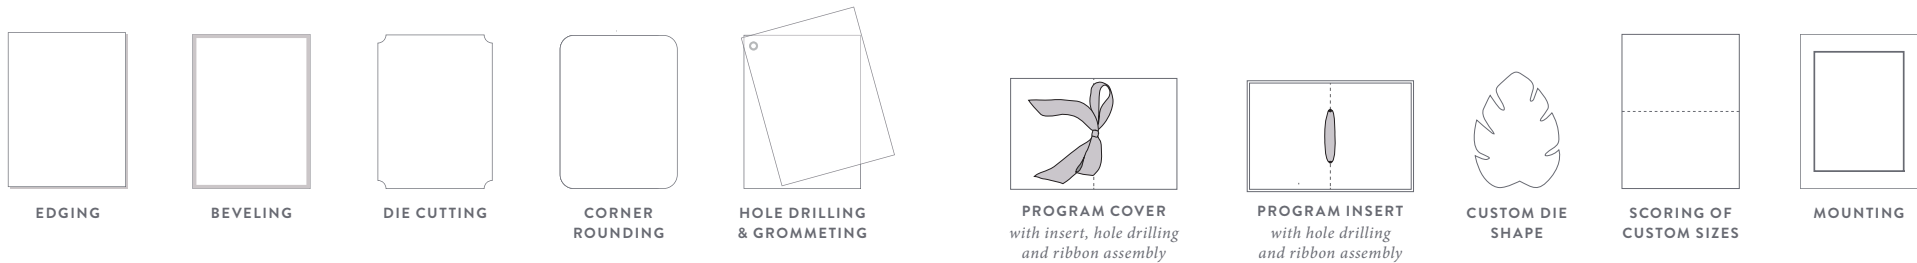 EDGING
BEVELING
DIE CUTTING
CORNER
ROUNDING
HOLE DRILLING
& GROMMETING
PROGRAM COVER
with insert, hole drilling
and ribbon assembly
PROGRAM INSERT
with hole drilling
and ribbon assembly
CUSTOM DIE
SHAPE
SCORING OF
CUSTOM SIZES
MOUNTING